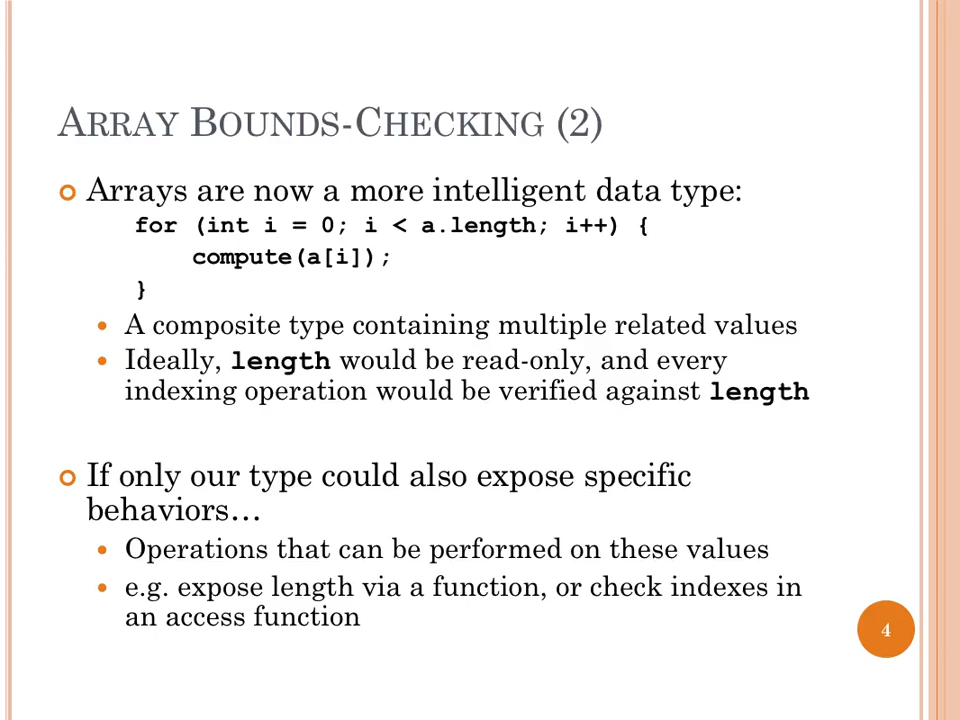 ARRAY BOUNDS-CHECKING (2)
Arrays are now a more intelligent data type:
for (int i = 0; i < a.length; i++) {
compute(a[i]);
}
A composite type containing multiple related values
Ideally, length would be read-only, and every
indexing operation would be verified against length
If only our type could also expose specific
behaviors…
Operations that can be performed on these values
e.g. expose length via a function, or check indexes in
an access function
4